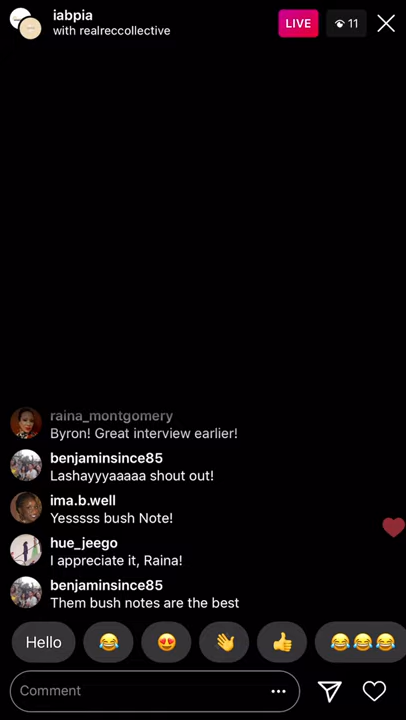 iabpia
with realreccollective
LIVE
11
raina_montgomery
Byron! Great interview earlier!
benjaminsince85
Lashayyyaaaaa shout out!
ima.b.well
Yesssss bush Note!
hue_jeego
I appreciate it, Raina!
benjaminsince85
Them bush notes are the best
Hello
Comment